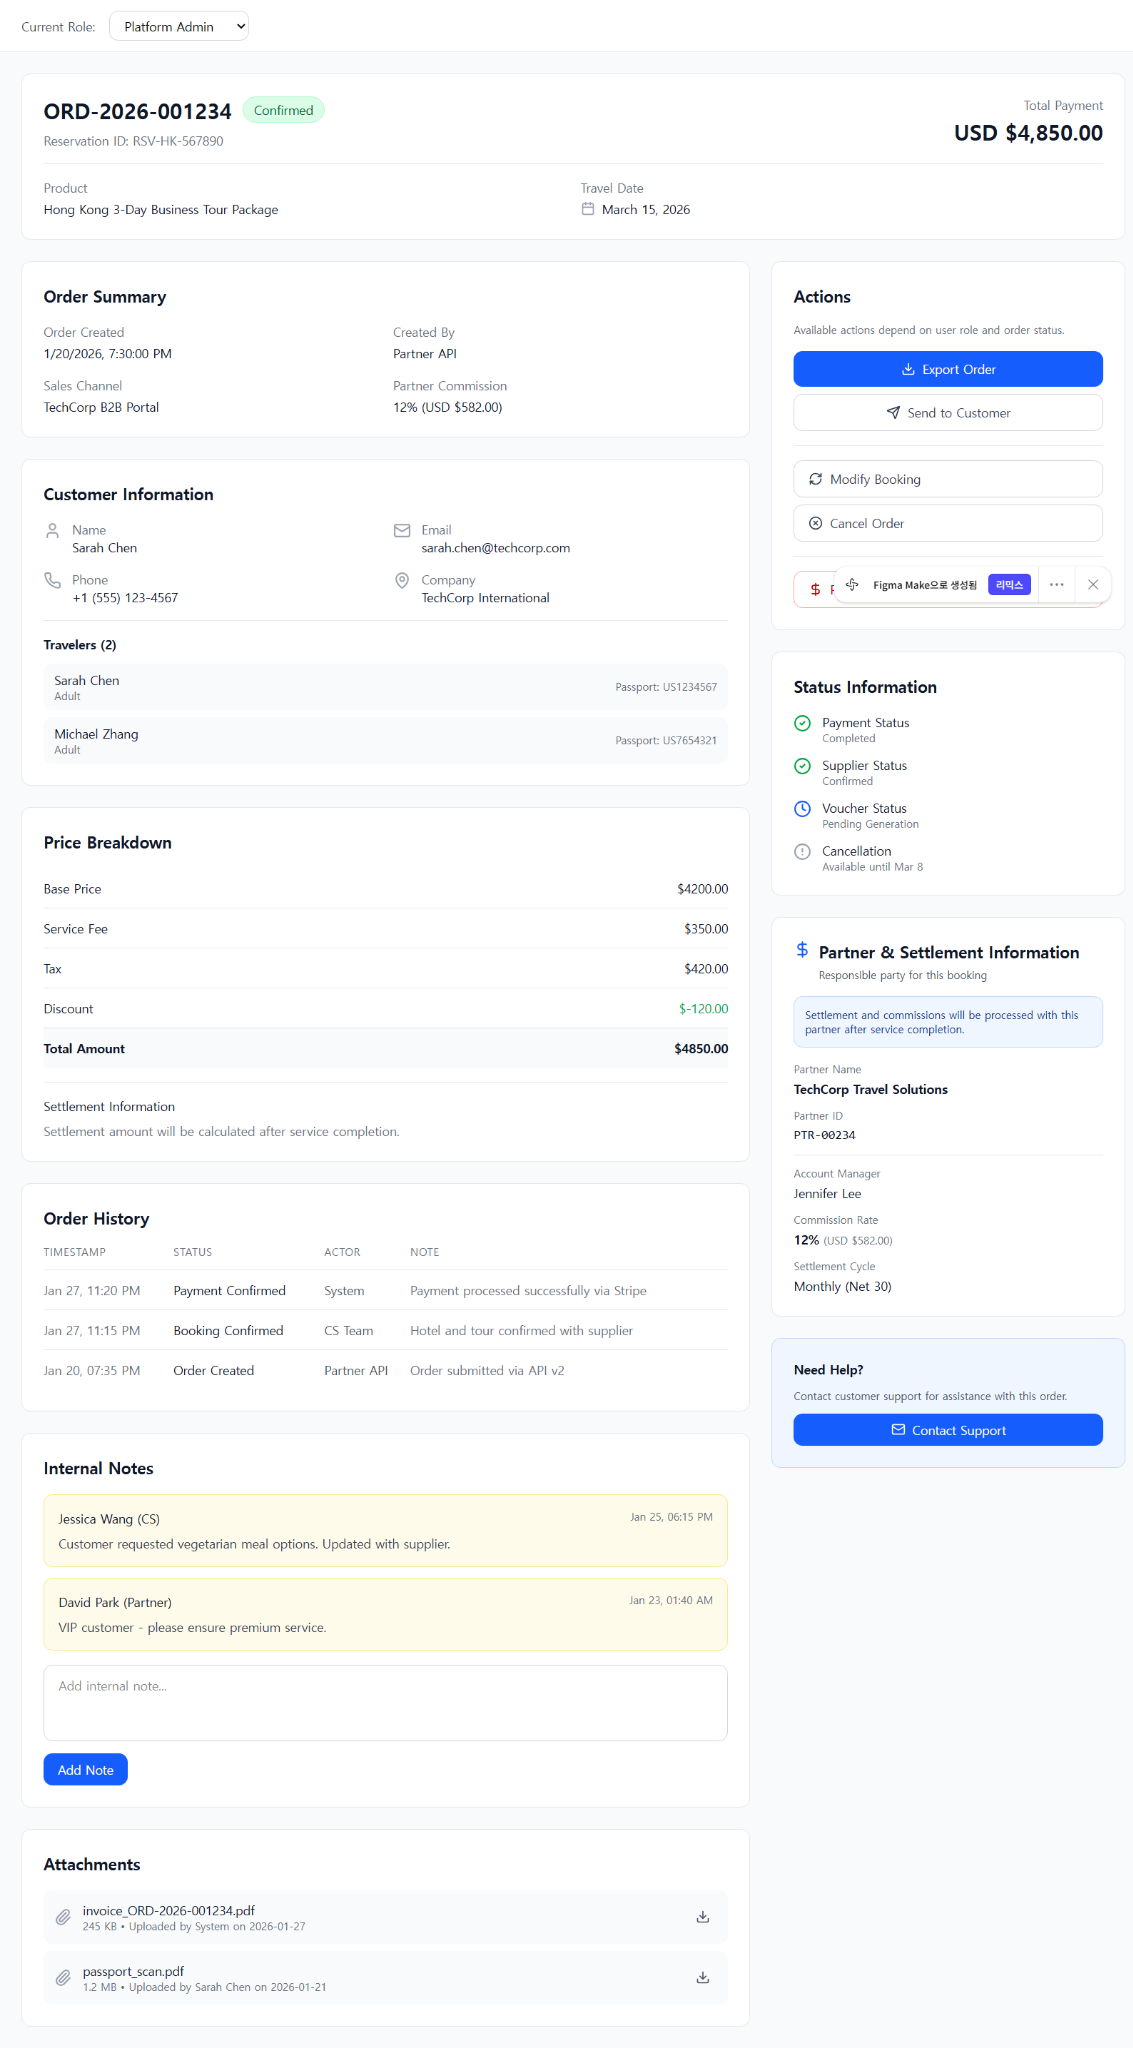 Current Role:
Platform Admin
ORD-2026-001234
Confirmed
Reservation ID: RSV-HK-567890
Total Payment
USD $4,850.00
Product
Hong Kong 3-Day Business Tour Package
Travel Date
March 15, 2026
Order Summary
Order Created
1/20/2026, 7:30:00 PM
Created By
Partner API
Sales Channel
TechCorp B2B Portal
Partner Commission
12% (USD $582.00)
Customer Information
Name
Sarah Chen
Email
sarah.chen@techcorp.com
Phone
+1 (555) 123-4567
Company
TechCorp International
Travelers (2)
Sarah Chen
Adult
Passport: US1234567
Michael Zhang
Adult
Passport: US7654321
Price Breakdown
Base Price $4200.00
Service Fee $350.00
Tax $420.00
Discount $-120.00
Total Amount $4850.00
Settlement Information
Settlement amount will be calculated after service completion.
Order History
TIMESTAMP STATUS ACTOR NOTE
Jan 27, 11:20 PM Payment Confirmed System Payment processed successfully via Stripe
Jan 27, 11:15 PM Booking Confirmed CS Team Hotel and tour confirmed with supplier
Jan 20, 07:35 PM Order Created Partner API Order submitted via API v2
Internal Notes
Jessica Wang (CS) Jan 25, 06:15 PM
Customer requested vegetarian meal options. Updated with supplier.
David Park (Partner) Jan 23, 01:40 AM
VIP customer - please ensure premium service.
Add internal note...
Add Note
Attachments
invoice_ORD-2026-001234.pdf
245 KB • Uploaded by System on 2026-01-27
passport_scan.pdf
1.2 MB • Uploaded by Sarah Chen on 2026-01-21
Actions
Available actions depend on user role and order status.
Export Order
Send to Customer
Modify Booking
Cancel Order
Figma Make으로 생성됨
리믹스
Status Information
Payment Status
Completed
Supplier Status
Confirmed
Voucher Status
Pending Generation
Cancellation
Available until Mar 8
Partner & Settlement Information
Responsible party for this booking
Settlement and commissions will be processed with this
partner after service completion.
Partner Name
TechCorp Travel Solutions
Partner ID
PTR-00234
Account Manager
Jennifer Lee
Commission Rate
12% (USD $582.00)
Settlement Cycle
Monthly (Net 30)
Need Help?
Contact customer support for assistance with this order.
Contact Support